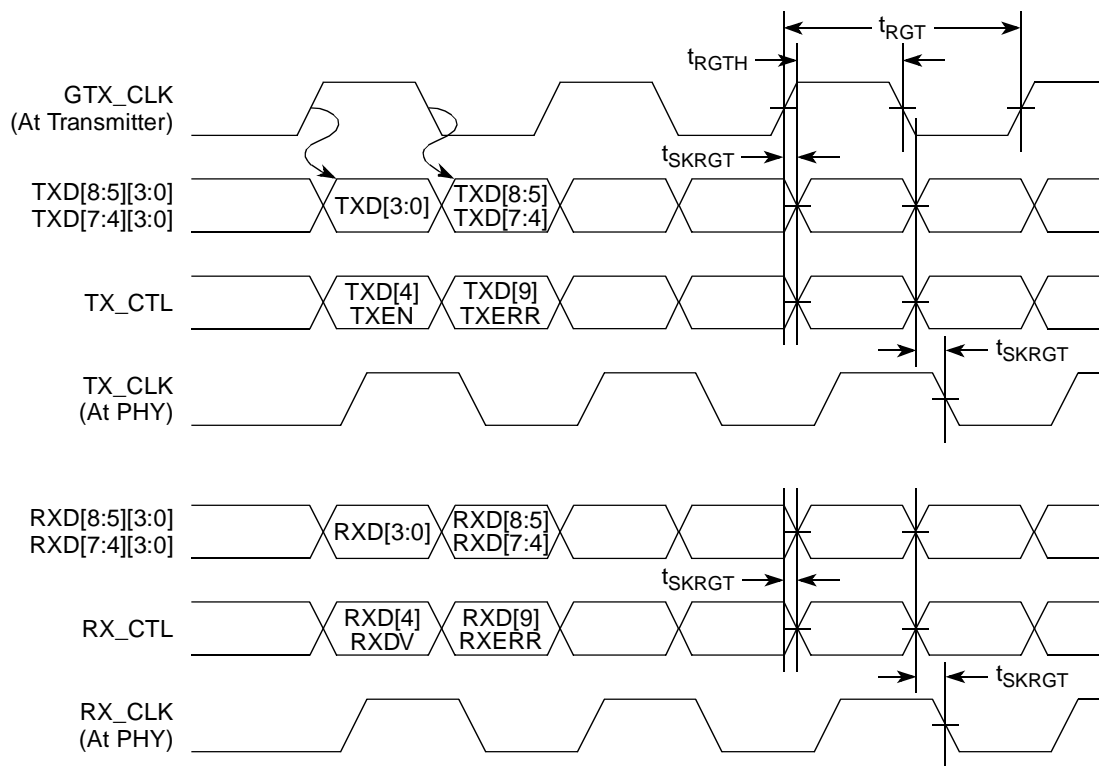 tRGT
tRGTH
GTX_CLK
(At Transmitter)
tSKRGT
TXD[8:5][3:0]
TXD[7:4][3:0]
TXD[3:0]
TXD[8:5]
TXD[7:4]
TX_CTL
TXD[4]
TXEN
TXD[9]
TXERR
tSKRGT
TX_CLK
(At PHY)
RXD[8:5][3:0]
RXD[7:4][3:0]
RXD[3:0]
RXD[8:5]
RXD[7:4]
tSKRGT
RX_CTL
RXD[4]
RXDV
RXD[9]
RXERR
tSKRGT
RX_CLK
(At PHY)